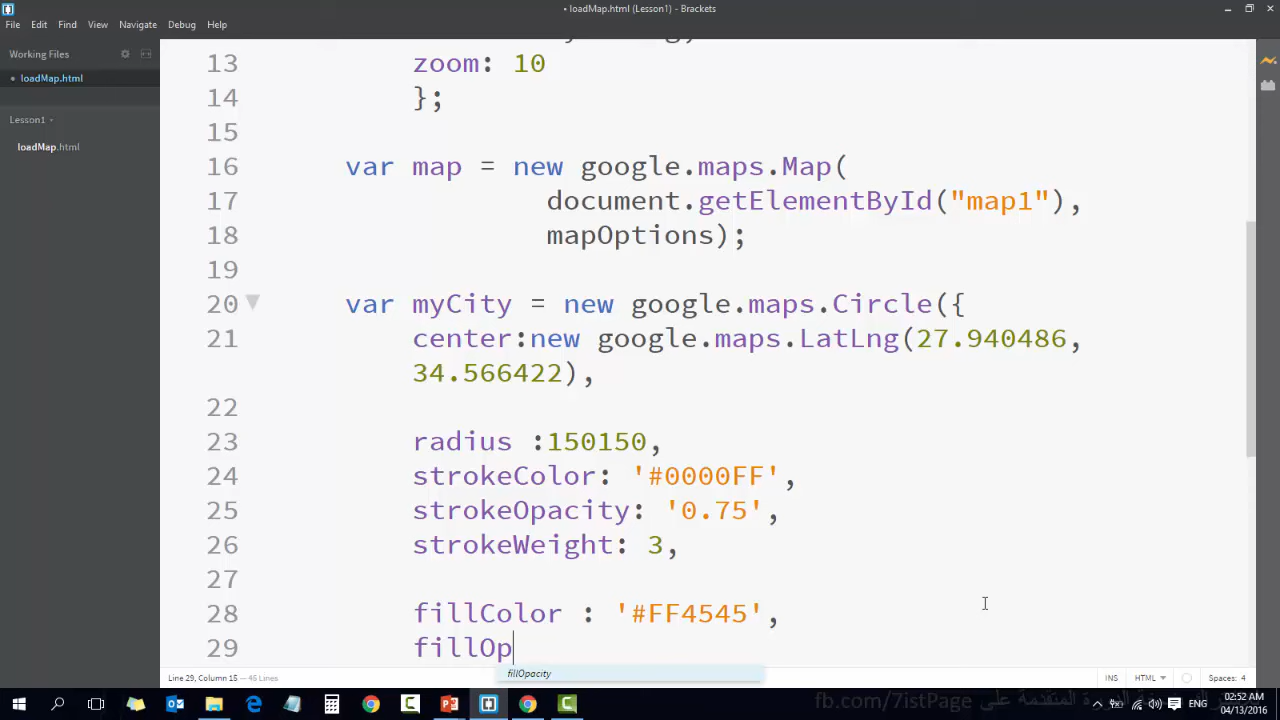 • loadMap.html (Lesson1) - Brackets
File Edit Find View Navigate Debug Help
Working Files
loadMap.html
Lesson1
loadMap.html
13 zoom: 10
14 };
15
16 var map = new google.maps.Map(
17 document.getElementById("map1"),
18 mapOptions);
19
20 var myCity = new google.maps.Circle({
21 center:new google.maps.LatLng(27.940486,
34.566422),
22
23 radius :150150,
24 strokeColor: '#0000FF',
25 strokeOpacity: '0.75',
26 strokeWeight: 3,
27
28 fillColor : '#FF4545',
29 fillOp
fillOpacity
Line 29, Column 15 — 46 Lines
INS HTML Spaces: 4
fb.com/7istPage على
ENG
02:52 AM
04/13/2016